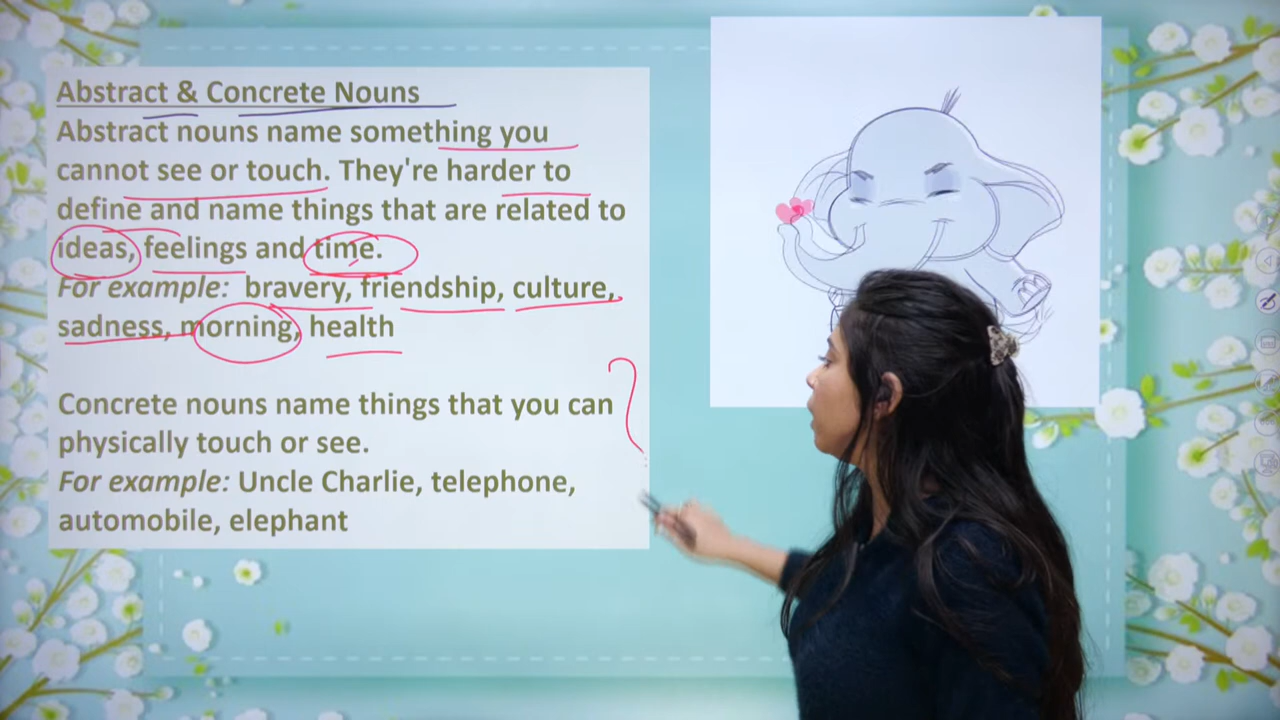 Abstract & Concrete Nouns
Abstract nouns name something you
cannot see or touch. They're harder to
define and name things that are related to
ideas, feelings and time.
For example: bravery, friendship, culture,
sadness, morning, health
Concrete nouns name things that you can
physically touch or see.
For example: Uncle Charlie, telephone,
automobile, elephant